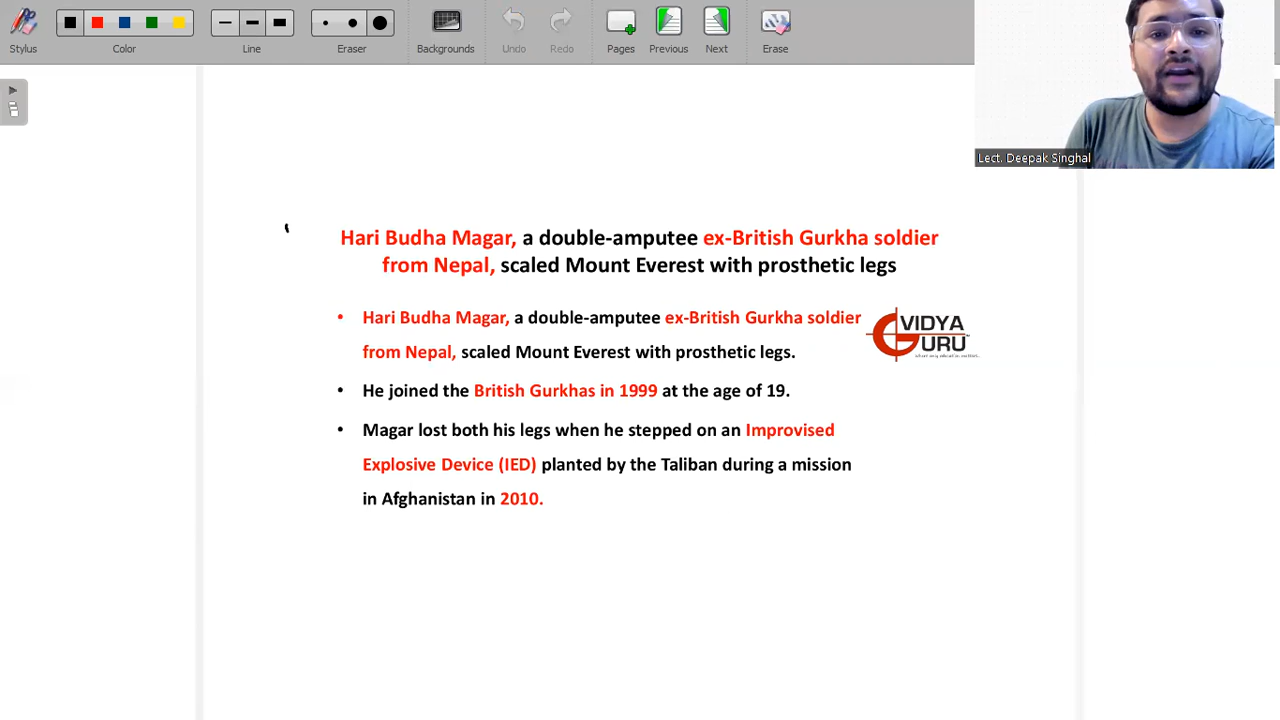 Stylus
Color
Line
Eraser
Backgrounds
Undo
Redo
Pages
Previous
Next
Erase
Lect. Deepak Singhal
Hari Budha Magar, a double-amputee ex-British Gurkha soldier
from Nepal, scaled Mount Everest with prosthetic legs
• Hari Budha Magar, a double-amputee ex-British Gurkha soldier
from Nepal, scaled Mount Everest with prosthetic legs.
VIDYA
GURU
• He joined the British Gurkhas in 1999 at the age of 19.
• Magar lost both his legs when he stepped on an Improvised
Explosive Device (IED) planted by the Taliban during a mission
in Afghanistan in 2010.